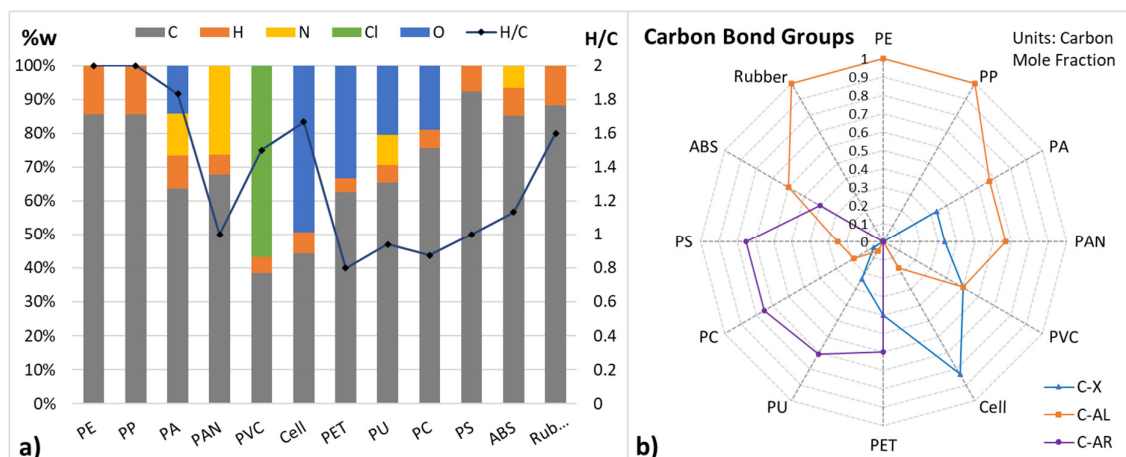 %w
C H N Cl O H/C
H/C
100%
90%
80%
70%
60%
50%
40%
30%
20%
10%
0%
2
1.8
1.6
1.4
1.2
1
0.8
0.6
0.4
0.2
0
PE PP PA PAN PVC Cell PET PU PC PS ABS Rub...
a)
Carbon Bond Groups
Units: Carbon
Mole Fraction
PE
PP
PA
PAN
PVC
Cell
PET
PU
PC
PS
ABS
Rubber
1
0.9
0.8
0.7
0.6
0.5
0.4
0.3
0.2
0.1
0
C-X
C-AL
C-AR
b)